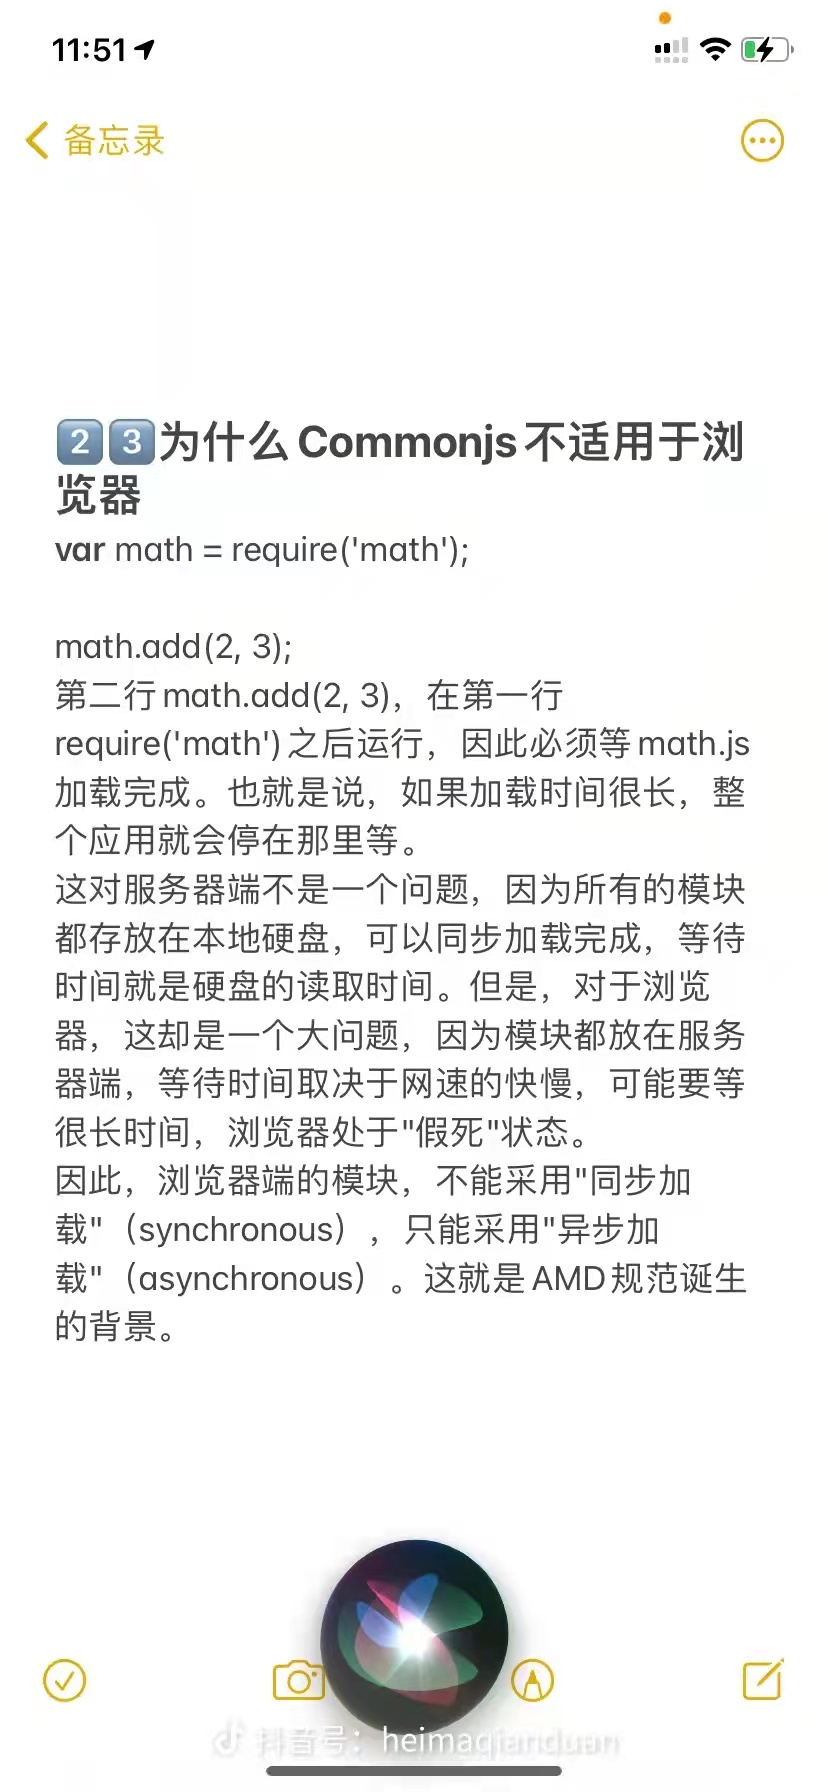 11:51
备忘录
23为什么Commonjs不适用于浏
览器
var math = require('math');
math.add(2, 3);
第二行math.add(2, 3)，在第一行
require('math')之后运行，因此必须等math.js
加载完成。也就是说，如果加载时间很长，整
个应用就会停在那里等。
这对服务器端不是一个问题，因为所有的模块
都存放在本地硬盘，可以同步加载完成，等待
时间就是硬盘的读取时间。但是，对于浏览
器，这却是一个大问题，因为模块都放在服务
器端，等待时间取决于网速的快慢，可能要等
很长时间，浏览器处于"假死"状态。
因此，浏览器端的模块，不能采用"同步加
载"（synchronous），只能采用"异步加
载"（asynchronous）。这就是AMD规范诞生
的背景。
抖音号：heimaqianduan